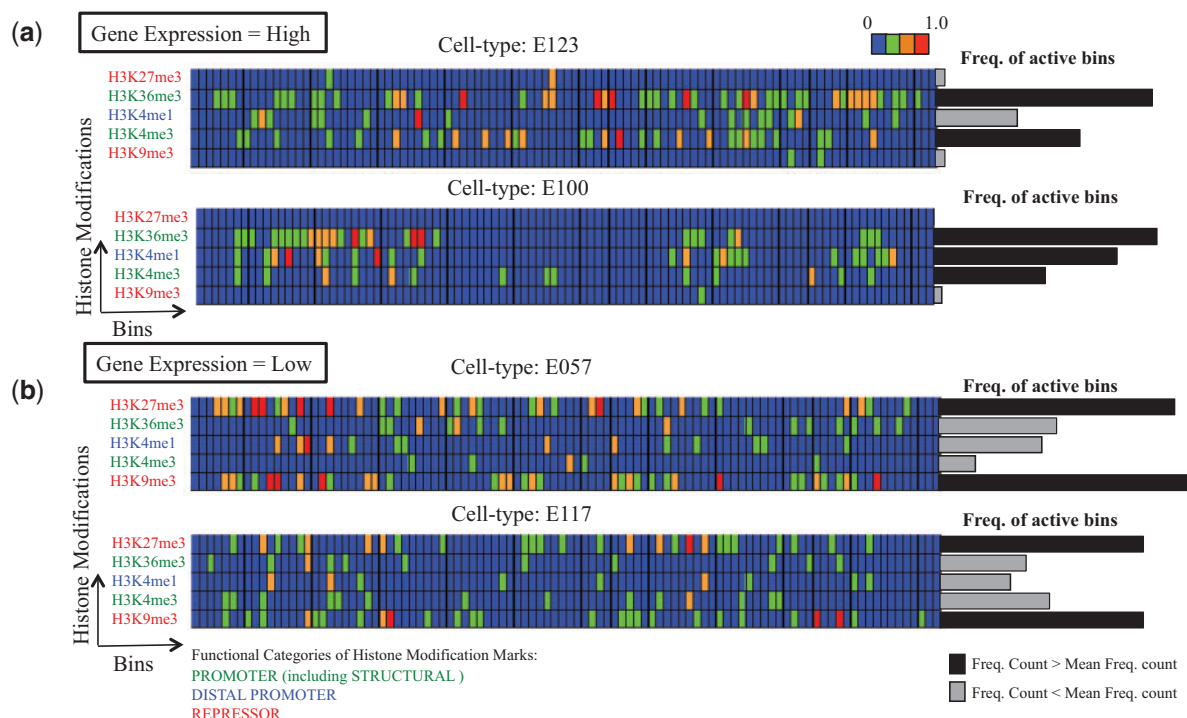 (a)
Gene Expression = High
Cell-type: E123
0 1.0
Freq. of active bins
H3K27me3
H3K36me3
H3K4me1
H3K4me3
H3K9me3
Cell-type: E100
Freq. of active bins
H3K27me3
H3K36me3
H3K4me1
H3K4me3
H3K9me3
Histone Modifications
Bins
(b)
Gene Expression = Low
Cell-type: E057
Freq. of active bins
H3K27me3
H3K36me3
H3K4me1
H3K4me3
H3K9me3
Cell-type: E117
Freq. of active bins
H3K27me3
H3K36me3
H3K4me1
H3K4me3
H3K9me3
Histone Modifications
Bins
Functional Categories of Histone Modification Marks:
PROMOTER (including STRUCTURAL )
DISTAL PROMOTER
REPRESSOR
Freq. Count > Mean Freq. count
Freq. Count < Mean Freq. count